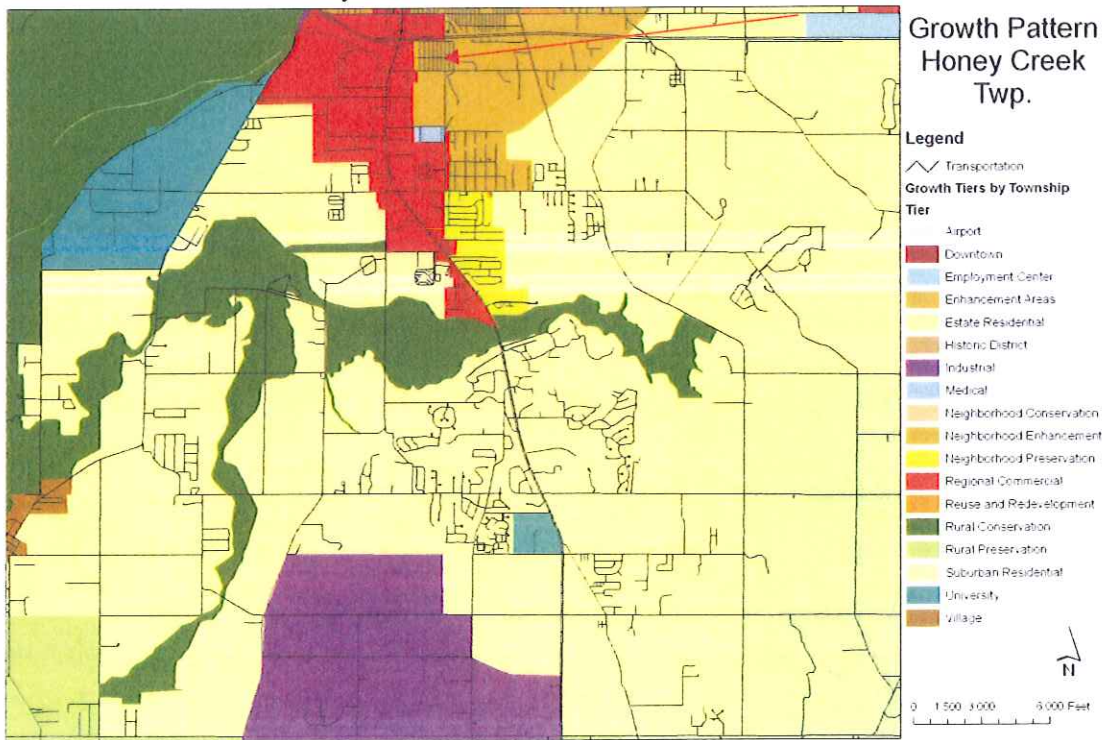 Growth Pattern
Honey Creek
Twp.
Legend
Transportation
Growth Tiers by Township
Tier
Airport
Downtown
Employment Center
Enhancement Areas
Estate Residential
Historic District
Industrial
Medical
Neighborhood Conservation
Neighborhood Enhancement
Neighborhood Preservation
Regional Commercial
Reuse and Redevelopment
Rural Conservation
Rural Preservation
Suburban Residential
University
Village
N
0 1 500 3 000 6 000 Feet